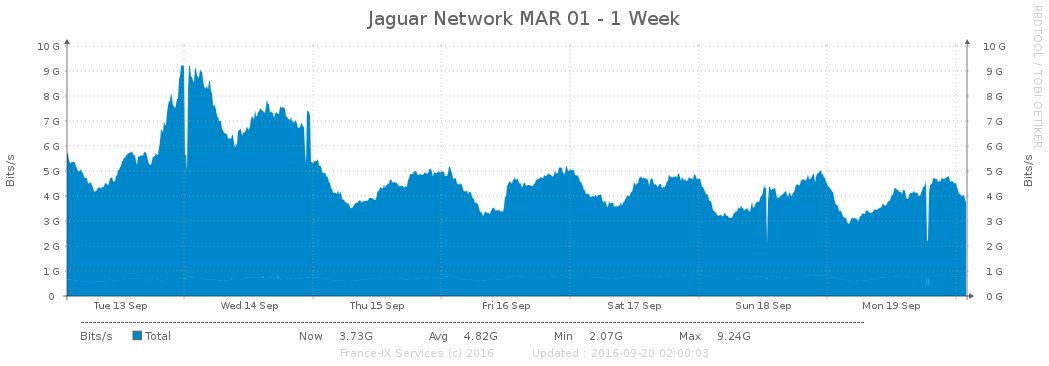 Jaguar Network MAR 01 - 1 Week
RRDTOOL / TOBI OETIKER
Bits/s
10 G 10 G
9 G 9 G
8 G 8 G
7 G 7 G
6 G 6 G
5 G 5 G
4 G 4 G
3 G 3 G
2 G 2 G
1 G 1 G
0 0 G
Bits/s
Tue 13 Sep Wed 14 Sep Thu 15 Sep Fri 16 Sep Sat 17 Sep Sun 18 Sep Mon 19 Sep
Bits/s Total Now 3.73G Avg 4.82G Min 2.07G Max 9.24G
France-IX Services (c) 2016 Updated : 2016-09-20 02:00:03